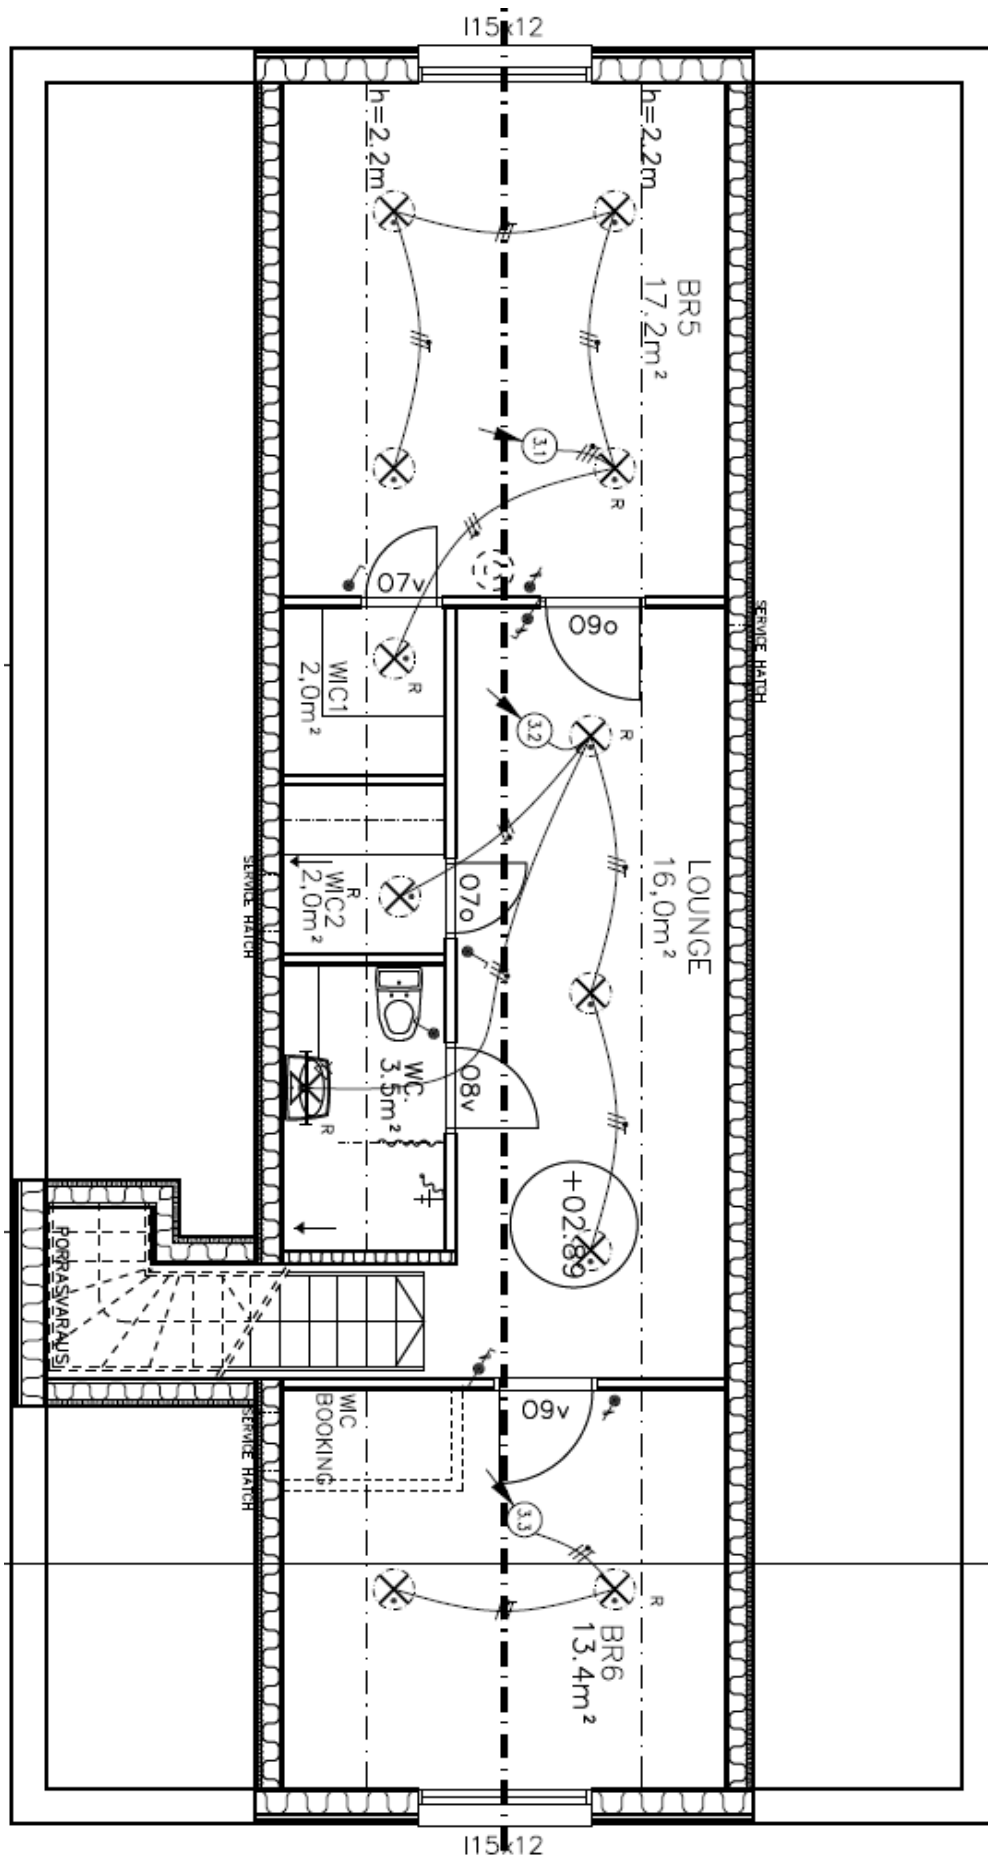 I15x12
h=2.2m
h=2.2m
BR5
17.2m²
3.1
R
07v
09o
SERVICE HATCH
WIC1
2,0m²
R
3.2
R
LOUNGE
16,0m²
SERVICE HATCH
R
WIC2
2,0m²
07o
WC.
3.5m²
08v
R
+02.89
PORRASVARAUS
WIC
BOOKING
09v
SERVICE HATCH
3.3
R
BR6
13.4m²
I15x12